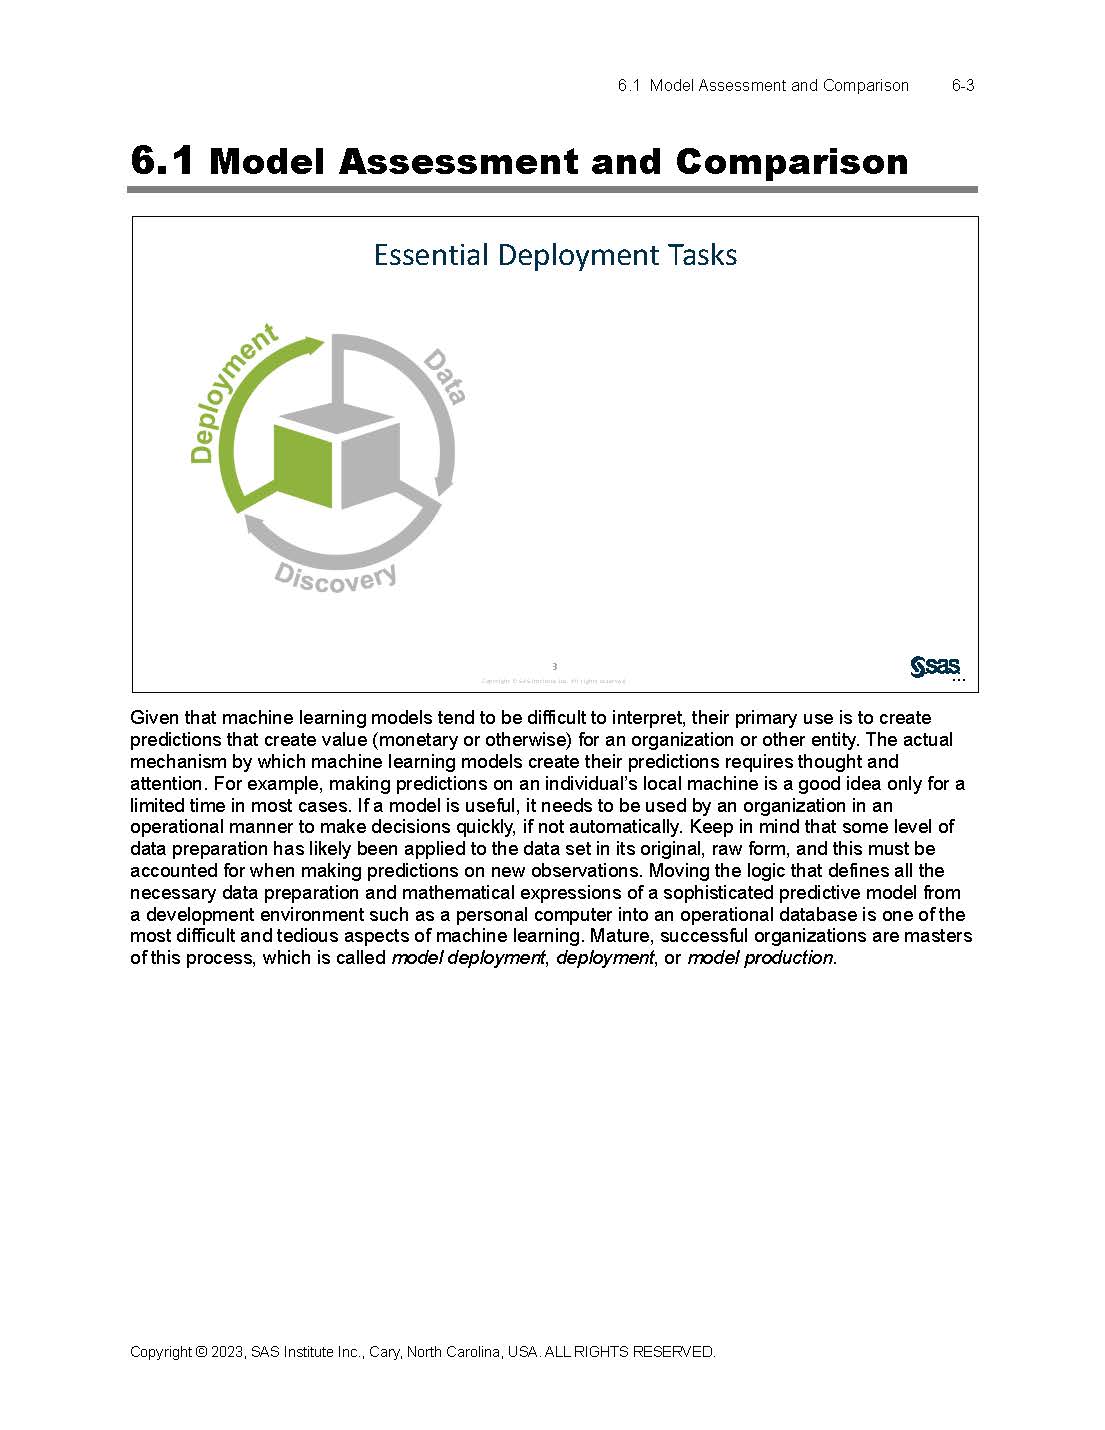 6.1 Model Assessment and Comparison 6-3
6.1 Model Assessment and Comparison
Essential Deployment Tasks
Deployment
Data
Discovery
3
Copyright © SAS Institute Inc. All rights reserved.
sas
...
Given that machine learning models tend to be difficult to interpret, their primary use is to create
predictions that create value (monetary or otherwise) for an organization or other entity. The actual
mechanism by which machine learning models create their predictions requires thought and
attention. For example, making predictions on an individual’s local machine is a good idea only for a
limited time in most cases. If a model is useful, it needs to be used by an organization in an
operational manner to make decisions quickly, if not automatically. Keep in mind that some level of
data preparation has likely been applied to the data set in its original, raw form, and this must be
accounted for when making predictions on new observations. Moving the logic that defines all the
necessary data preparation and mathematical expressions of a sophisticated predictive model from
a development environment such as a personal computer into an operational database is one of the
most difficult and tedious aspects of machine learning. Mature, successful organizations are masters
of this process, which is called model deployment, deployment, or model production.
Copyright © 2023, SAS Institute Inc., Cary, North Carolina, USA. ALL RIGHTS RESERVED.